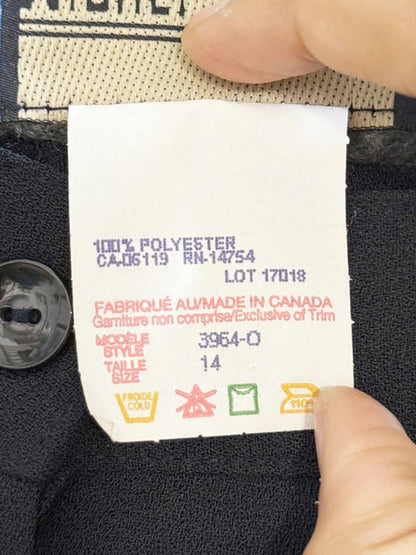 100% POLYESTER
CA-06119 RN-14754
LOT 17018
FABRIQUÉ AU/MADE IN CANADA
Garniture non comprise/Exclusive of Trim
MODÈLE
STYLE 3964-O
TAILLE
SIZE 14
FROIDE
COLD